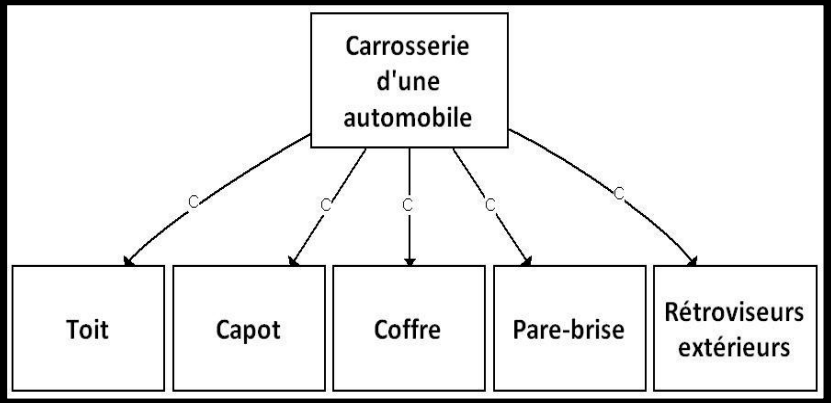 Carrosserie
d'une
automobile
C
C
C
C
C
Toit
Capot
Coffre
Pare-brise
Rétroviseurs
extérieurs